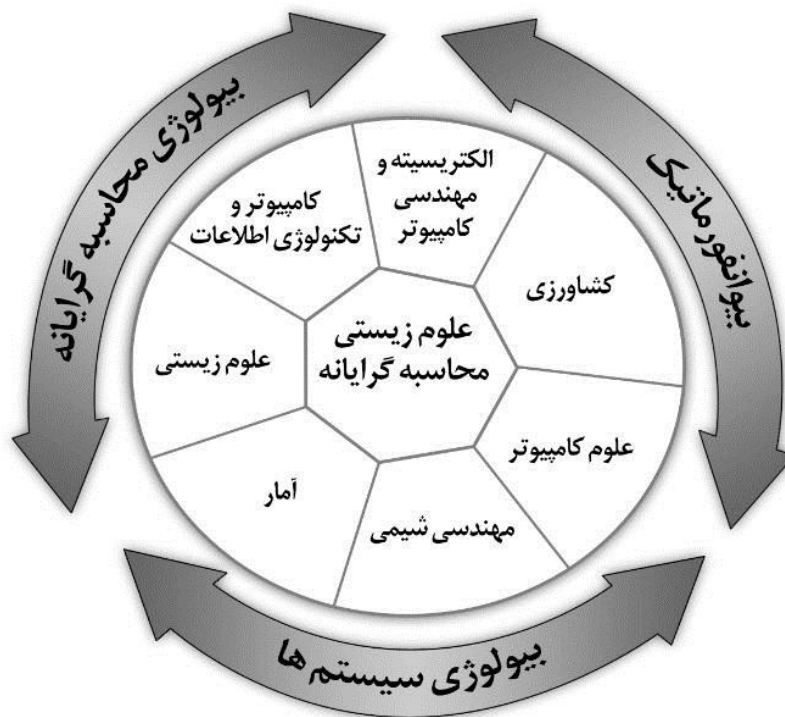 بیولوژی محاسبه گرایانه
بیوانفورماتیک
الکتریسیته و
مهندسی
کامپیوتر
کامپیوتر و
تکنولوژی اطلاعات
کشاورزی
علوم زیستی
محاسبه گرایانه
علوم زیستی
علوم کامپیوتر
آمار
مهندسی شیمی
بیولوژی سیستم ها